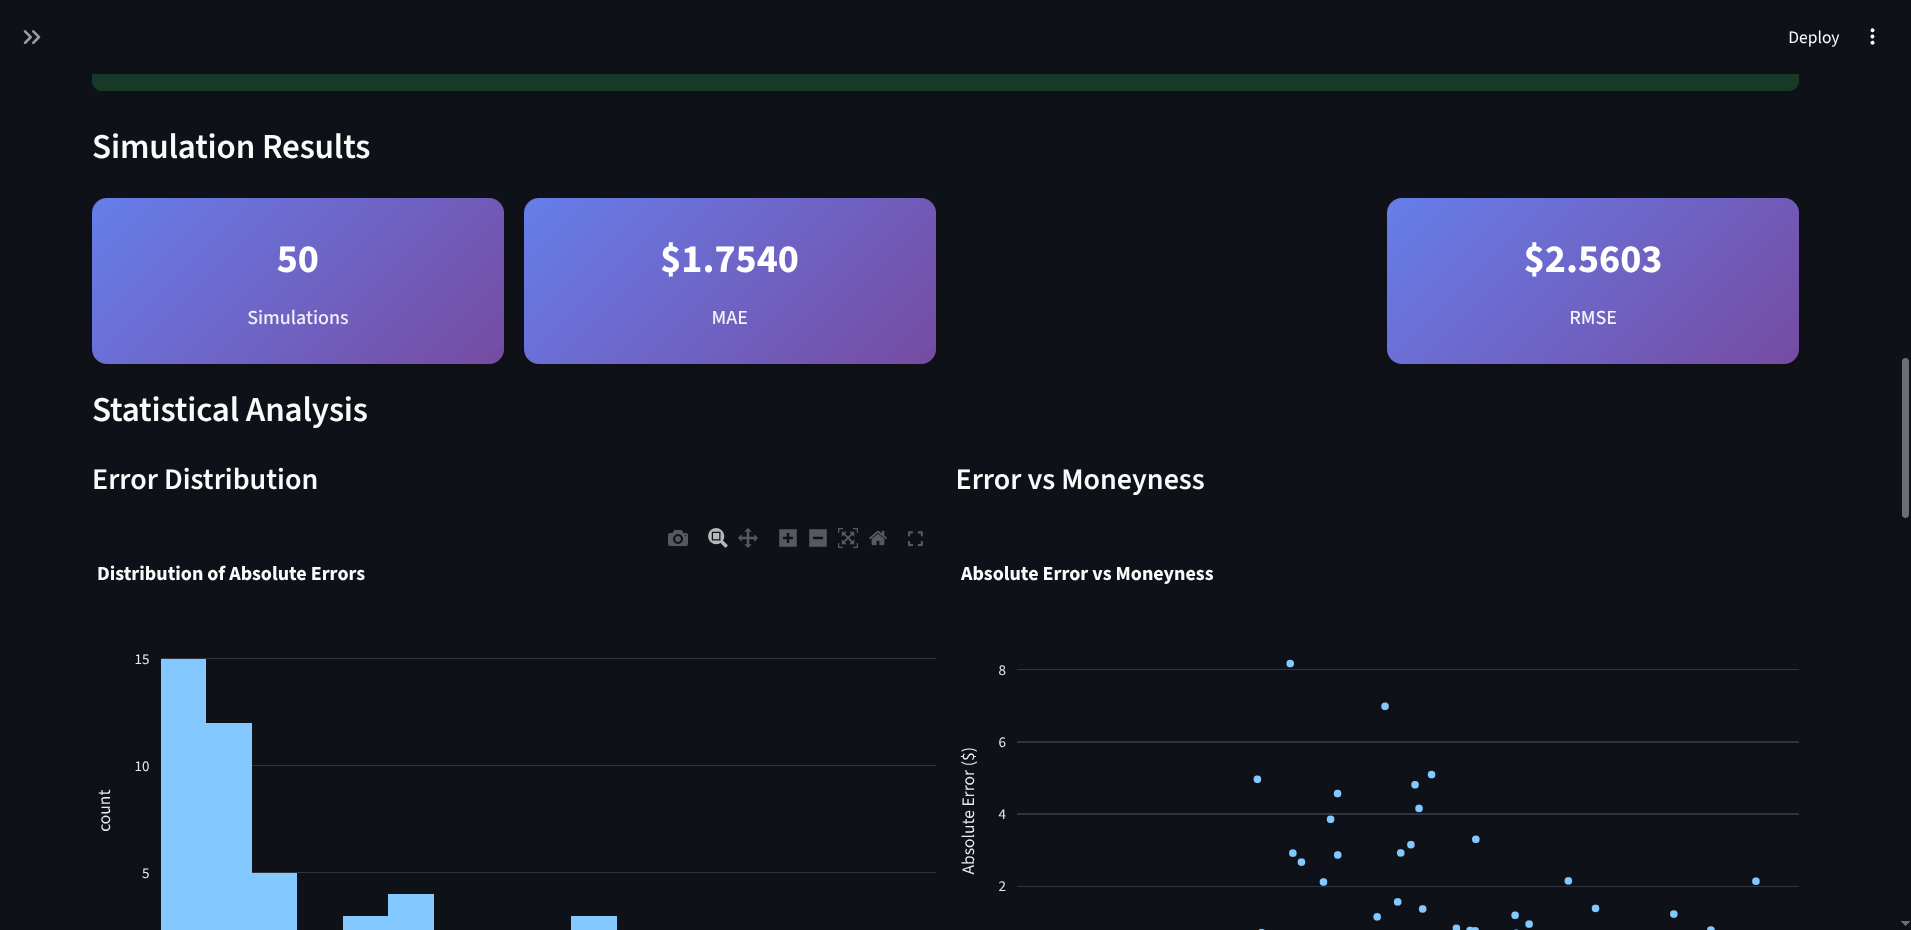 Deploy
Simulation Results
50
Simulations
$1.7540
MAE
$2.5603
RMSE
Statistical Analysis
Error Distribution
Error vs Moneyness
Distribution of Absolute Errors
Absolute Error vs Moneyness
15
10
5
count
8
6
4
2
Absolute Error ($)